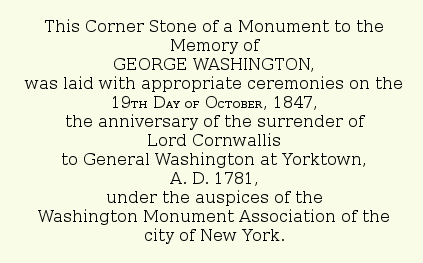 This Corner Stone of a Monument to the
Memory of
GEORGE WASHINGTON,
was laid with appropriate ceremonies on the
19th Day of October, 1847,
the anniversary of the surrender of
Lord Cornwallis
to General Washington at Yorktown,
A. D. 1781,
under the auspices of the
Washington Monument Association of the
city of New York.